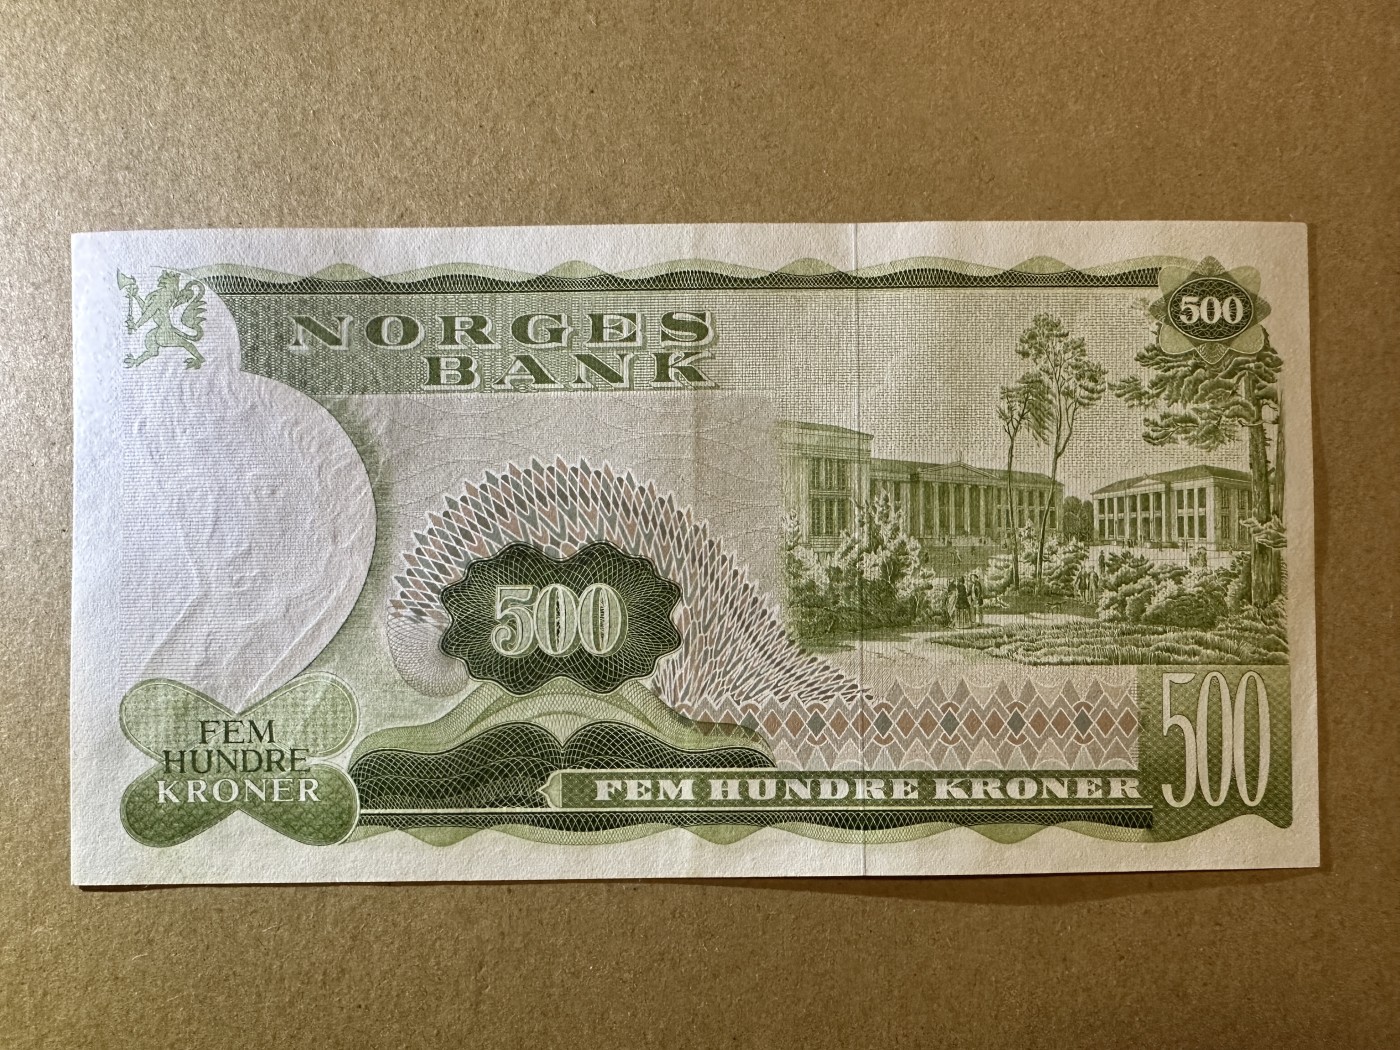 NORGES
BANK
500
500
FEM
HUNDRE
KRONER
FEM HUNDRE KRONER
500